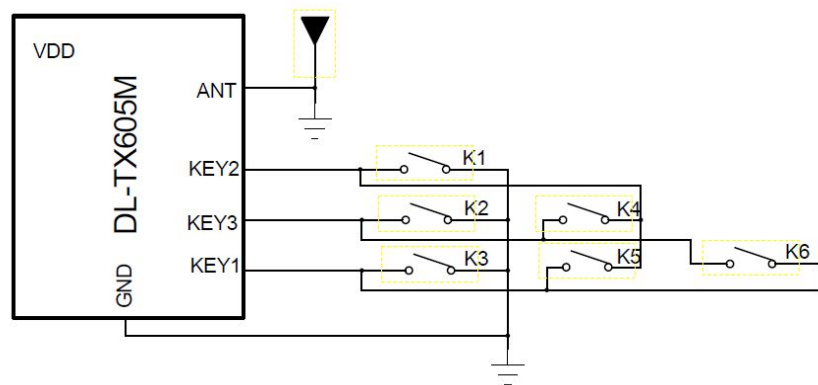 VDD
DL-TX605M
ANT
KEY2
KEY3
KEY1
GND
K1
K2
K4
K3
K5
K6